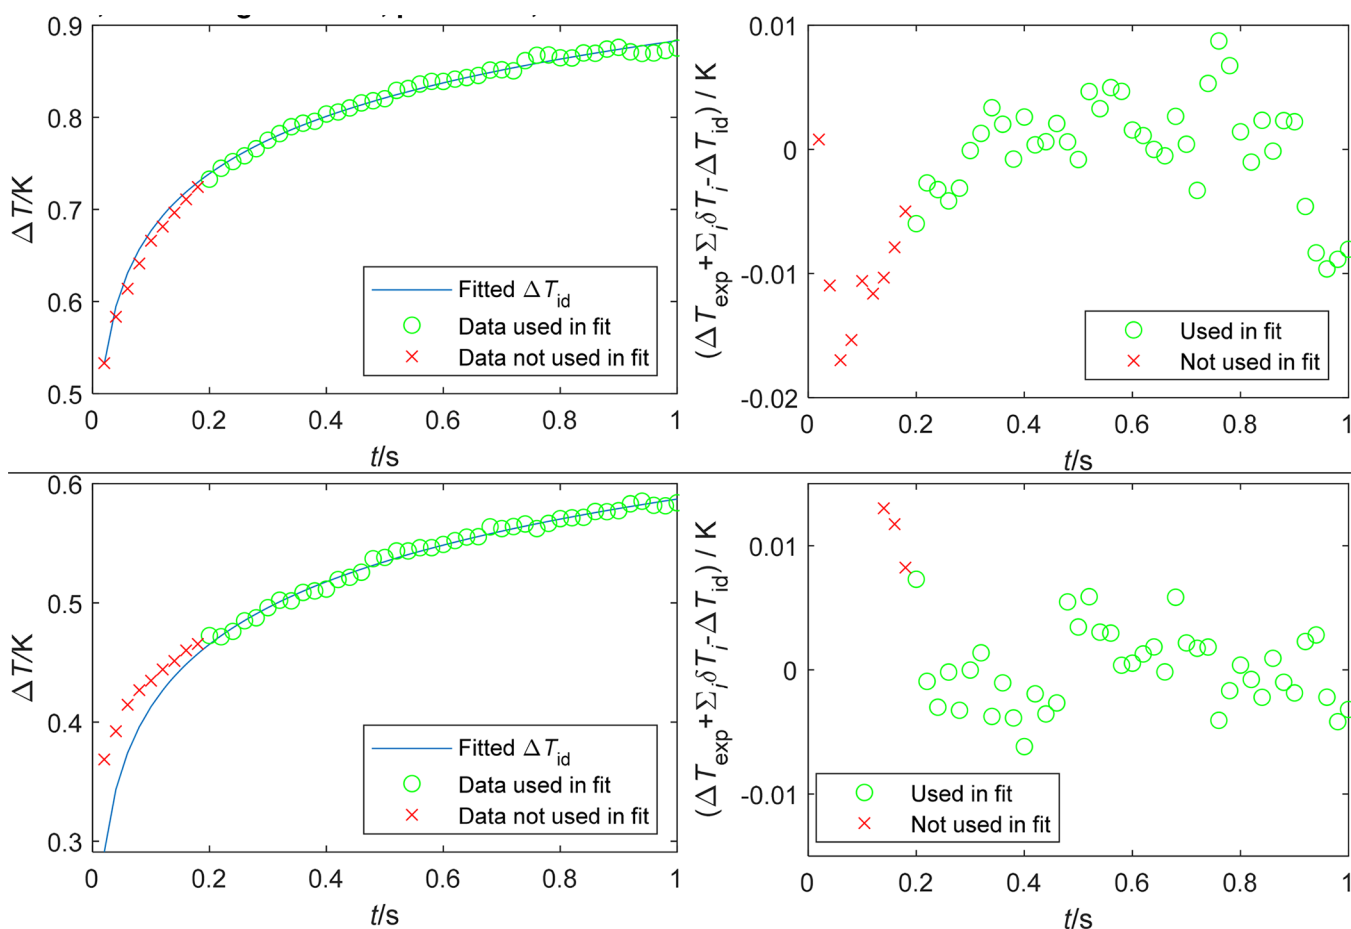 0.9
0.8
0.7
0.6
0.5
ΔT/K
0 0.2 0.4 0.6 0.8 1
t/s
Fitted ΔT_id
Data used in fit
Data not used in fit
0.01
0
-0.01
-0.02
(ΔT_exp+Σ_iδT_i-ΔT_id) / K
0 0.2 0.4 0.6 0.8 1
t/s
Used in fit
Not used in fit
0.6
0.5
0.4
0.3
ΔT/K
0 0.2 0.4 0.6 0.8 1
t/s
Fitted ΔT_id
Data used in fit
Data not used in fit
0.01
0
-0.01
(ΔT_exp+Σ_iδT_i-ΔT_id) / K
0 0.2 0.4 0.6 0.8 1
t/s
Used in fit
Not used in fit